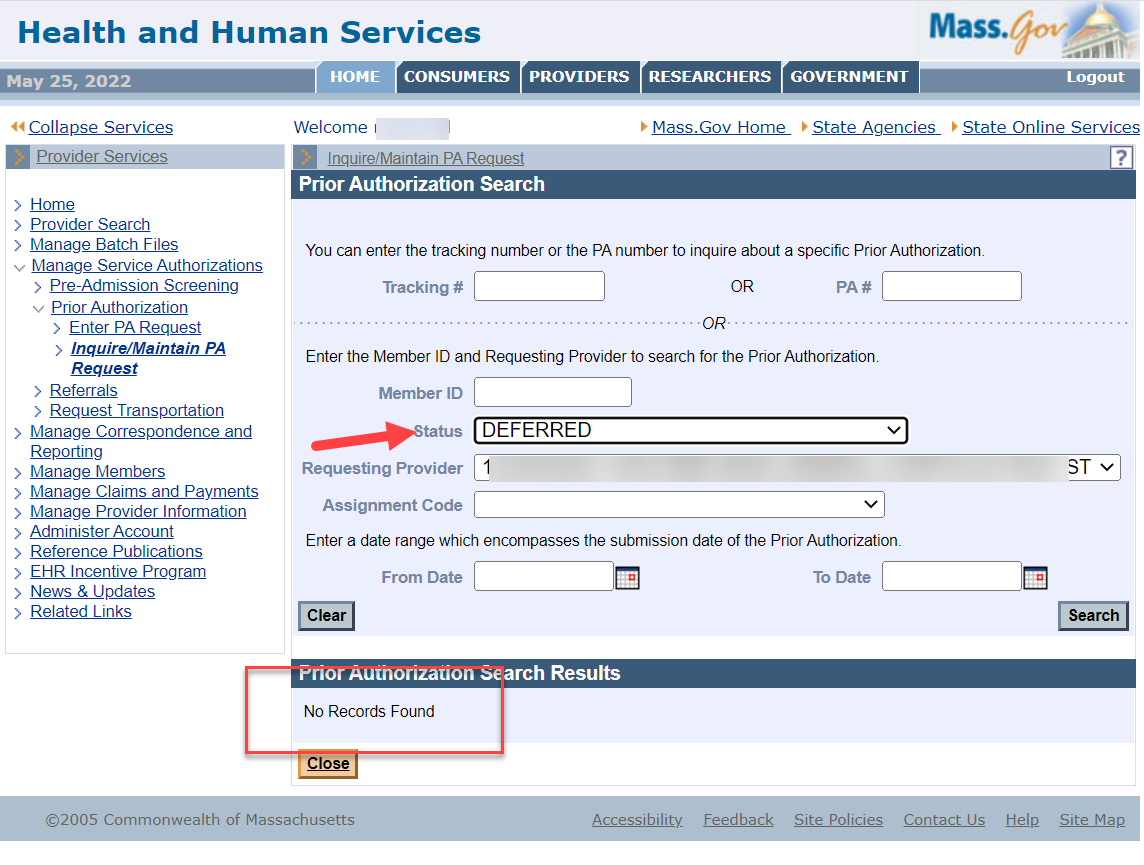 Health and Human Services
Mass.Gov
May 25, 2022
HOME CONSUMERS PROVIDERS RESEARCHERS GOVERNMENT Logout
Collapse Services
Welcome
Mass.Gov Home State Agencies State Online Services
Provider Services
Home
Provider Search
Manage Batch Files
Manage Service Authorizations
Pre-Admission Screening
Prior Authorization
Enter PA Request
Inquire/Maintain PA
Request
Referrals
Request Transportation
Manage Correspondence and
Reporting
Manage Members
Manage Claims and Payments
Manage Provider Information
Administer Account
Reference Publications
EHR Incentive Program
News & Updates
Related Links
Inquire/Maintain PA Request ?
Prior Authorization Search
You can enter the tracking number or the PA number to inquire about a specific Prior Authorization.
Tracking # OR PA #
OR
Enter the Member ID and Requesting Provider to search for the Prior Authorization.
Member ID
Status DEFERRED
Requesting Provider 1 ST
Assignment Code
Enter a date range which encompasses the submission date of the Prior Authorization.
From Date To Date
Clear Search
Prior Authorization Search Results
No Records Found
Close
©2005 Commonwealth of Massachusetts
Accessibility Feedback Site Policies Contact Us Help Site Map